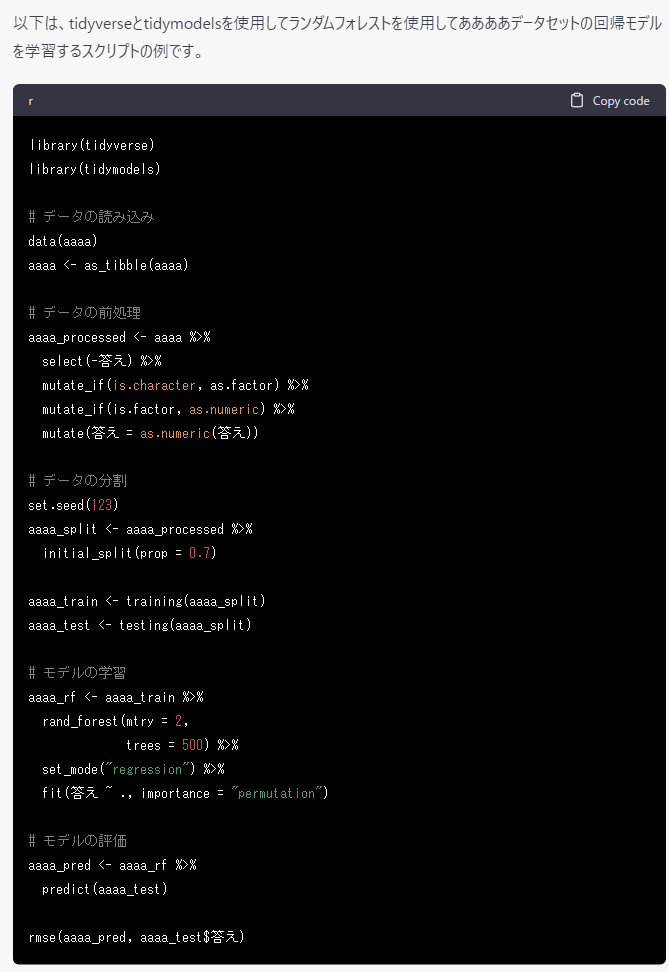 以下は、tidyverseとtidymodelsを使用してランダムフォレストを使用してああああデータセットの回帰モデル
を学習するスクリプトの例です。
r
Copy code
library(tidyverse)
library(tidymodels)
# データの読み込み
data(aaaa)
aaaa <- as_tibble(aaaa)
# データの前処理
aaaa_processed <- aaaa %>%
  select(-答え) %>%
  mutate_if(is.character, as.factor) %>%
  mutate_if(is.factor, as.numeric) %>%
  mutate(答え = as.numeric(答え))
# データの分割
set.seed(123)
aaaa_split <- aaaa_processed %>%
  initial_split(prop = 0.7)
aaaa_train <- training(aaaa_split)
aaaa_test <- testing(aaaa_split)
# モデルの学習
aaaa_rf <- aaaa_train %>%
  rand_forest(mtry = 2,
              trees = 500) %>%
  set_mode("regression") %>%
  fit(答え ~ ., importance = "permutation")
# モデルの評価
aaaa_pred <- aaaa_rf %>%
  predict(aaaa_test)
rmse(aaaa_pred, aaaa_test$答え)